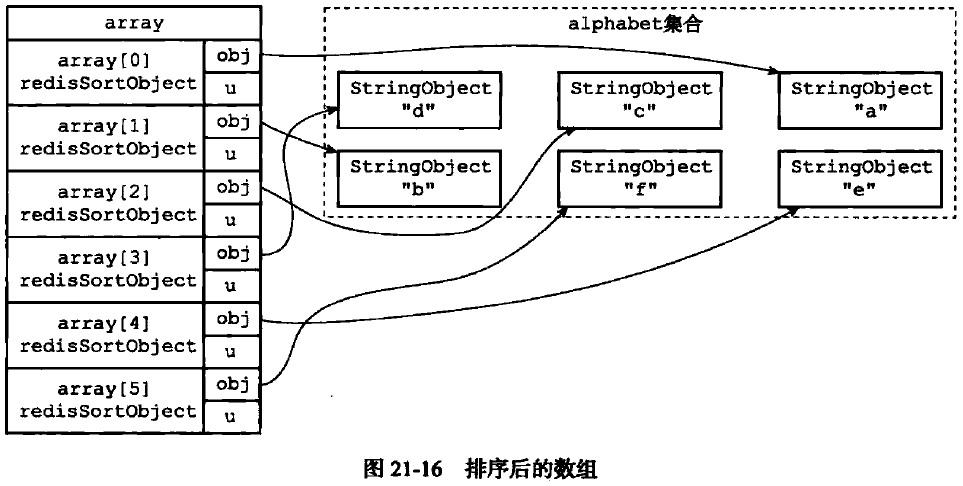 array
alphabet集合
array[0]
redisSortObject
obj
u
array[1]
redisSortObject
obj
u
array[2]
redisSortObject
obj
u
array[3]
redisSortObject
obj
u
array[4]
redisSortObject
obj
u
array[5]
redisSortObject
obj
u
StringObject
"d"
StringObject
"c"
StringObject
"a"
StringObject
"b"
StringObject
"f"
StringObject
"e"
图 21-16 排序后的数组